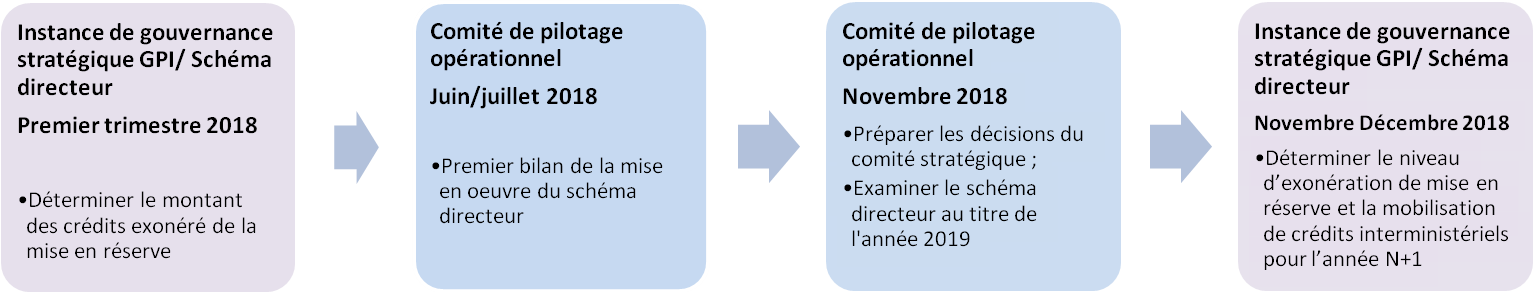 Instance de gouvernance
stratégique GPI/ Schéma
directeur
Premier trimestre 2018
•Déterminer le montant
des crédits exonéré de la
mise en réserve
Comité de pilotage
opérationnel
Juin/juillet 2018
•Premier bilan de la mise
en oeuvre du schéma
directeur
Comité de pilotage
opérationnel
Novembre 2018
•Préparer les décisions du
comité stratégique ;
•Examiner le schéma
directeur au titre de
l'année 2019
Instance de gouvernance
stratégique GPI/ Schéma
directeur
Novembre Décembre 2018
•Déterminer le niveau
d’exonération de mise en
réserve et la mobilisation
de crédits interministériels
pour l’année N+1